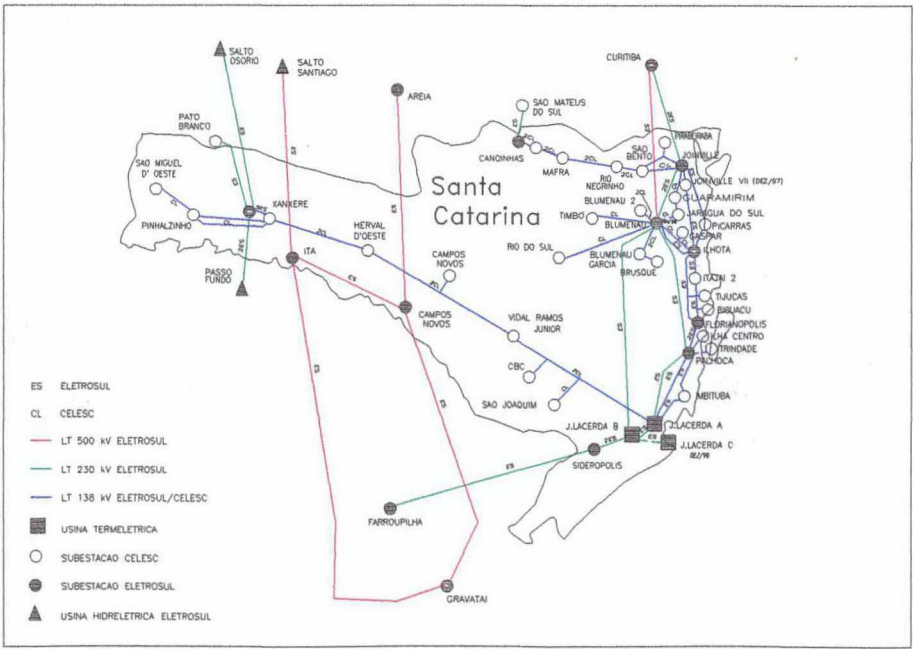 SALTO
OSORIO
SALTO
SANTIAGO
AREIA
CURITIBA
SAO MATEUS
DO SUL
PATO
BRANCO
CANOINHAS
MAFRA
RIO
NEGRINHO
SAO
BENTO
PIRABEIRABA
JOINVILLE
JOINVILLE VII (DEZ/97)
GUARAMIRIM
JARAGUA DO SUL
PICARRAS
GASPAR
ILHOTA
SAO MIGUEL
D' OESTE
PINHALZINHO
XANXERE
Santa
Catarina
BLUMENAU 2
TIMBO
BLUMENAU
RIO DO SUL
BLUMENAU
GARCIA
BRUSQUE
HERVAL
D'OESTE
CAMPOS
NOVOS
ITA
PASSO
FUNDO
ITAJAI 2
TIJUCAS
BIGUACU
FLORIANOPOLIS
ILHA CENTRO
TRINDADE
PALHOCA
CAMPOS
NOVOS
VIDAL RAMOS
JUNIOR
CBC
SAO JOAQUIM
IMBITUBA
J.LACERDA B
J.LACERDA A
J.LACERDA C
DEZ/98
SIDEROPOLIS
FARROUPILHA
GRAVATAI
ES ELETROSUL
CL CELESC
LT 500 kV ELETROSUL
LT 230 kV ELETROSUL
LT 138 kV ELETROSUL/CELESC
USINA TERMELETRICA
SUBESTACAO CELESC
SUBESTACAO ELETROSUL
USINA HIDRELETRICA ELETROSUL